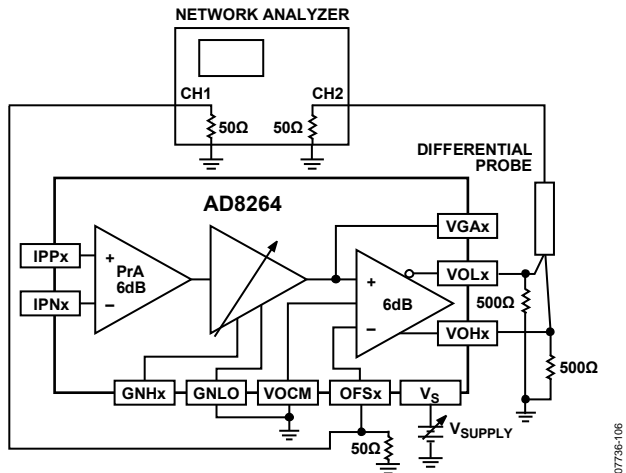 NETWORK ANALYZER
CH1
CH2
50Ω
50Ω
DIFFERENTIAL
PROBE
AD8264
VGAx
IPPx
+
PrA
6dB
IPNx
–
+
6dB
–
VOLx
500Ω
VOHx
500Ω
GNHx
GNLO
VOCM
OFSx
VS
VSUPPLY
50Ω
07736-106